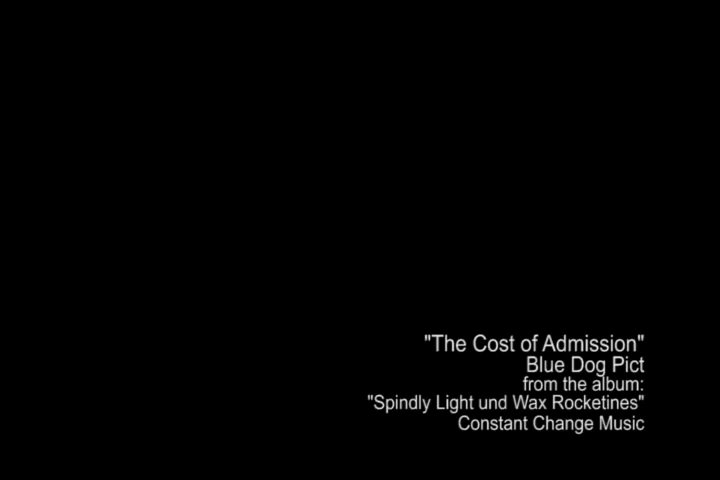 "The Cost of Admission"
Blue Dog Pict
from the album:
"Spindly Light und Wax Rocketines"
Constant Change Music